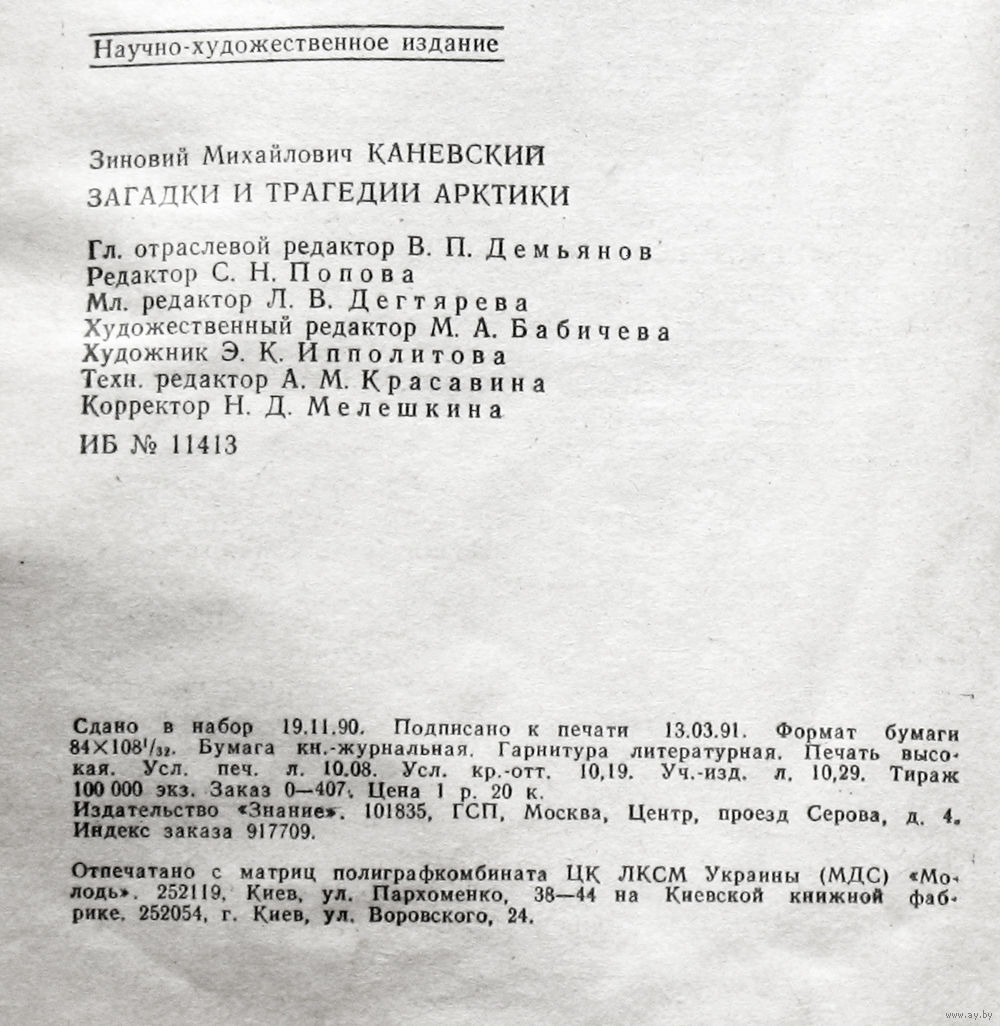 Научно-художественное издание
Зиновий Михайлович КАНЕВСКИЙ
ЗАГАДКИ И ТРАГЕДИИ АРКТИКИ
Гл. отраслевой редактор В. П. Демьянов
Редактор С. Н. Попова
Мл. редактор Л. В. Дегтярева
Художественный редактор М. А. Бабичева
Художник Э. К. Ипполитова
Техн. редактор А. М. Красавина
Корректор Н. Д. Мелешкина
ИБ № 11413
Сдано в набор 19.11.90. Подписано к печати 13.03.91. Формат бумаги
84×108¹/₃₂. Бумага кн.-журнальная. Гарнитура литературная. Печать высо-
кая. Усл. печ. л. 10.08. Усл. кр.-отт. 10,19. Уч.-изд. л. 10,29. Тираж
100 000 экз. Заказ 0—407. Цена 1 р. 20 к.
Издательство «Знание». 101835, ГСП, Москва, Центр, проезд Серова, д. 4.
Индекс заказа 917709.
Отпечатано с матриц полиграфкомбината ЦК ЛКСМ Украины (МДС) «Мо-
лодь». 252119, Киев, ул. Пархоменко, 38—44 на Киевской книжной фаб-
рике. 252054, г. Киев, ул. Воровского, 24.
www.ay.by